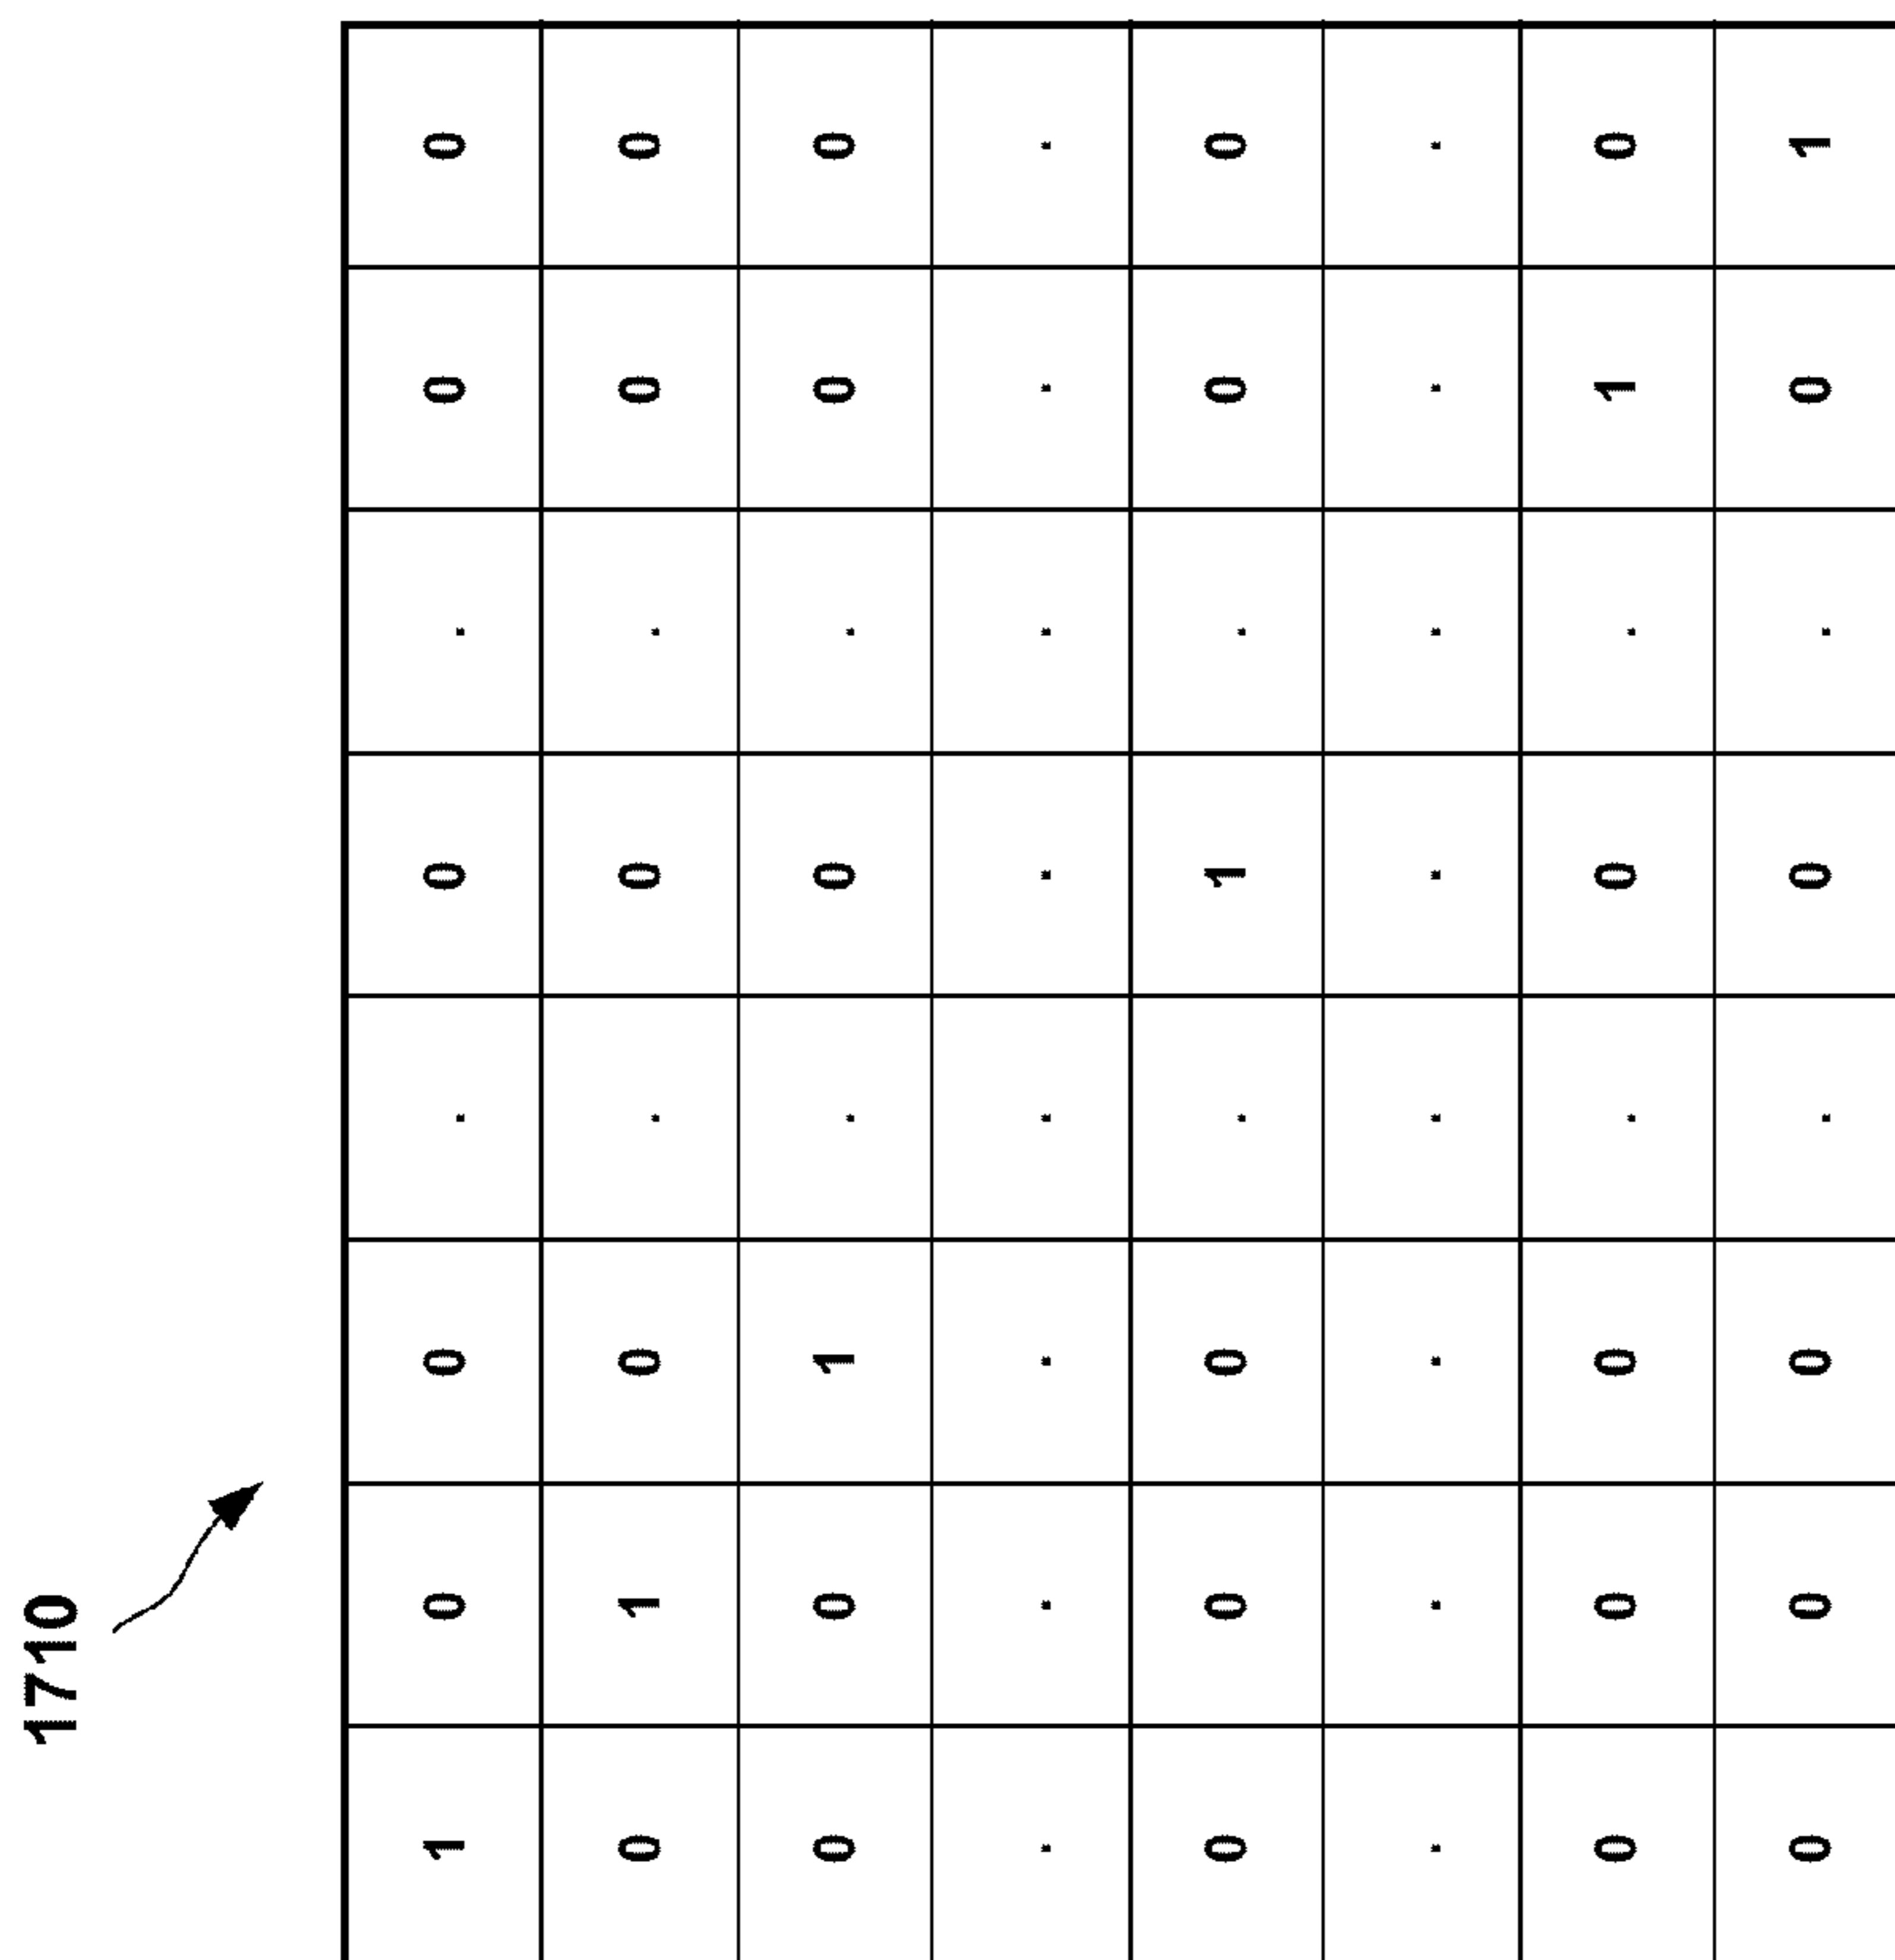 1710
1 0 0 . 0 . 0 0
0 1 0 . 0 . 0 0
0 0 1 . 0 . 0 0
. . . . . . . .
0 0 0 . 1 . 0 0
. . . . . . . .
0 0 0 . 0 . 1 0
0 0 0 . 0 . 0 1